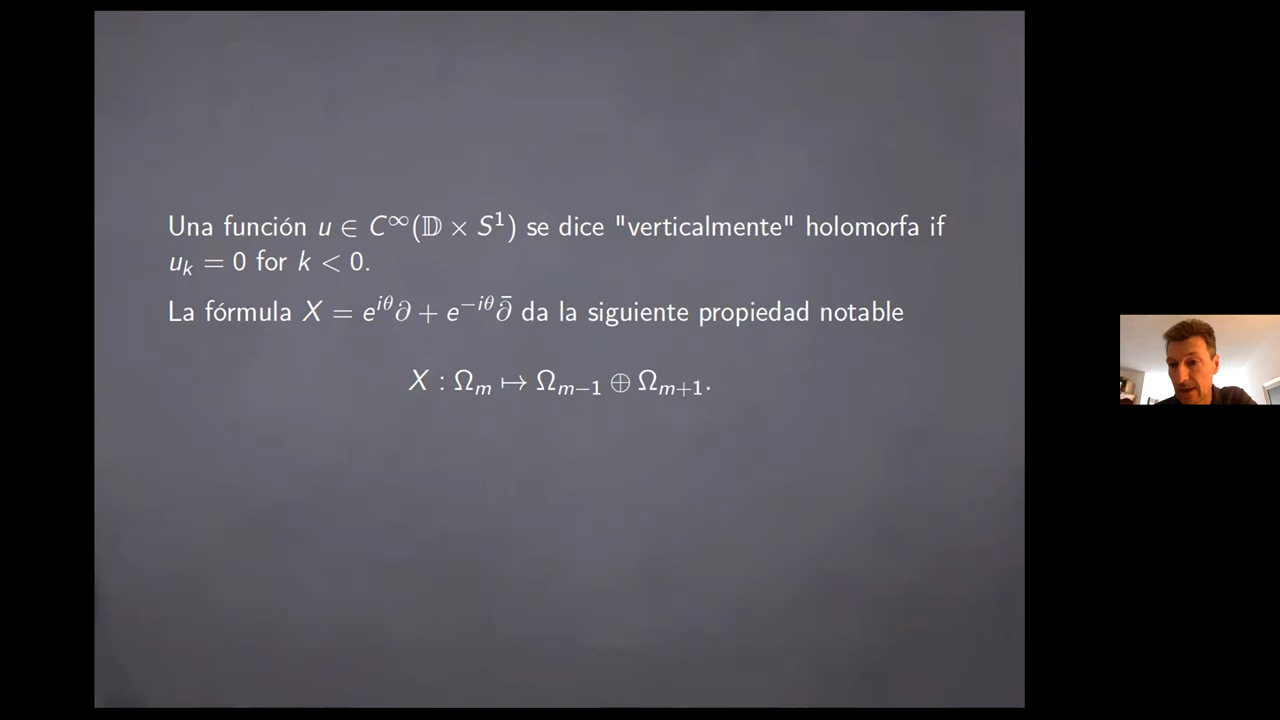 Una función u ∈ C^∞(𝔻 × S^1) se dice "verticalmente" holomorfa if
u_k = 0 for k < 0.
La fórmula X = e^{iθ}∂ + e^{−iθ}∂̄ da la siguiente propiedad notable
X : Ω_m ↦ Ω_{m−1} ⊕ Ω_{m+1}.